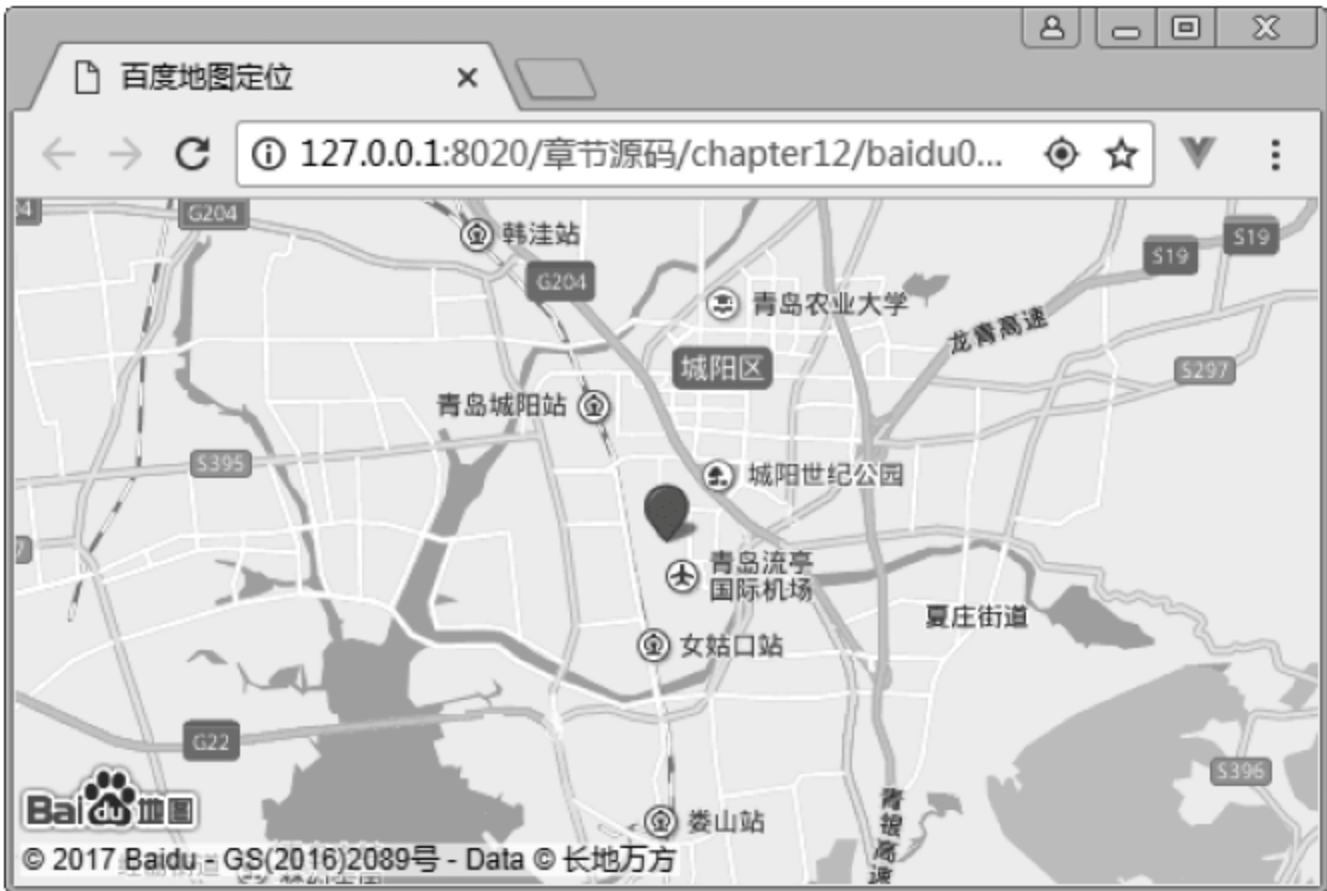 百度地图定位
127.0.0.1:8020/章节源码/chapter12/baidu0...
G204
韩洼站
S19
S19
G204
青岛农业大学
龙青高速
城阳区
S297
青岛城阳站
S395
城阳世纪公园
青岛流亭
国际机场
夏庄街道
女姑口站
G22
S396
Bai du 地图
娄山站
青银高速
© 2017 Baidu - GS(2016)2089号 - Data © 长地万方